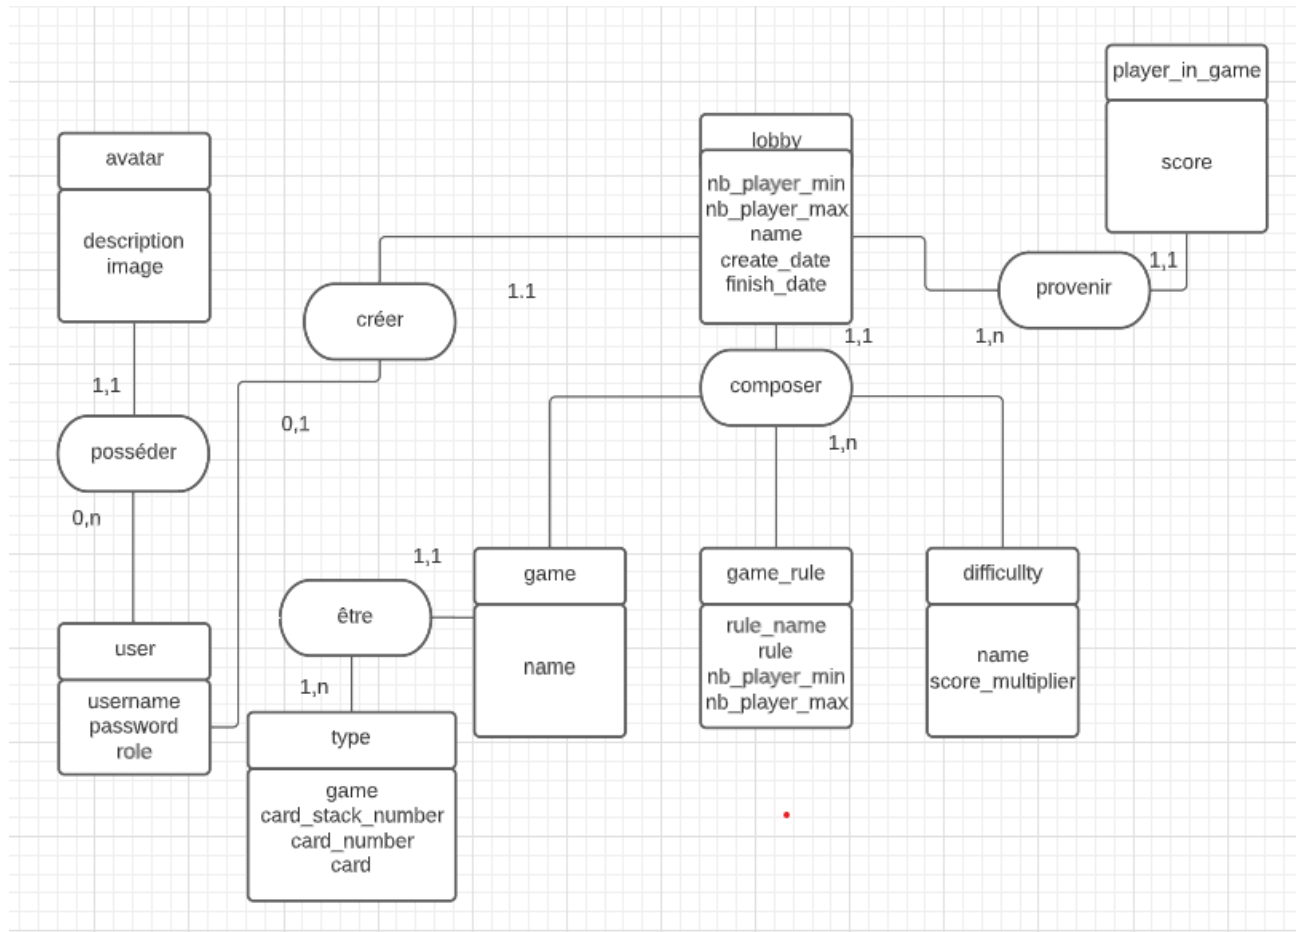 player_in_game
score
lobby
nb_player_min
nb_player_max
name
create_date
finish_date
avatar
description
image
1.1
créer
1,1
provenir
1,1
1,n
composer
1,n
1,1
0,1
posséder
0,n
user
username
password
role
1,1
être
1,n
type
game
card_stack_number
card_number
card
game
name
game_rule
rule_name
rule
nb_player_min
nb_player_max
difficullty
name
score_multiplier